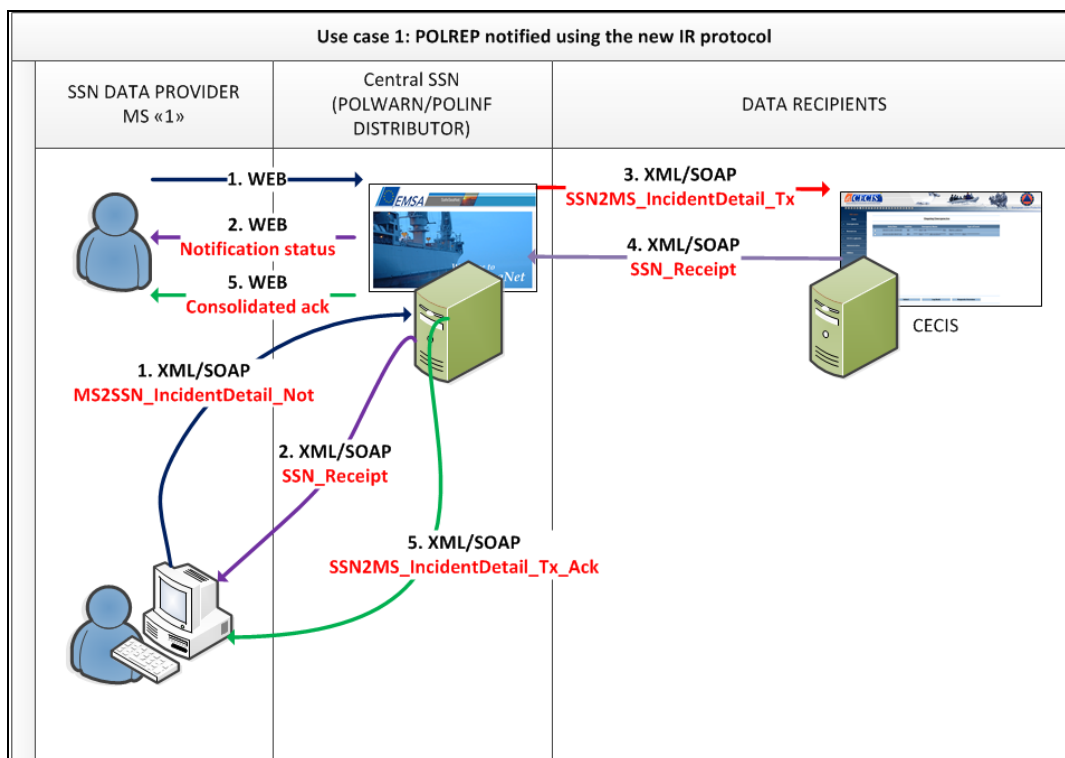 Use case 1: POLREP notified using the new IR protocol
SSN DATA PROVIDER
MS «1»
Central SSN
(POLWARN/POLINF
DISTRIBUTOR)
DATA RECIPIENTS
1. WEB
2. WEB
Notification status
5. WEB
Consolidated ack
EMSA
3. XML/SOAP
SSN2MS_IncidentDetail_Tx
4. XML/SOAP
SSN_Receipt
CECIS
CECIS
1. XML/SOAP
MS2SSN_IncidentDetail_Not
2. XML/SOAP
SSN_Receipt
5. XML/SOAP
SSN2MS_IncidentDetail_Tx_Ack